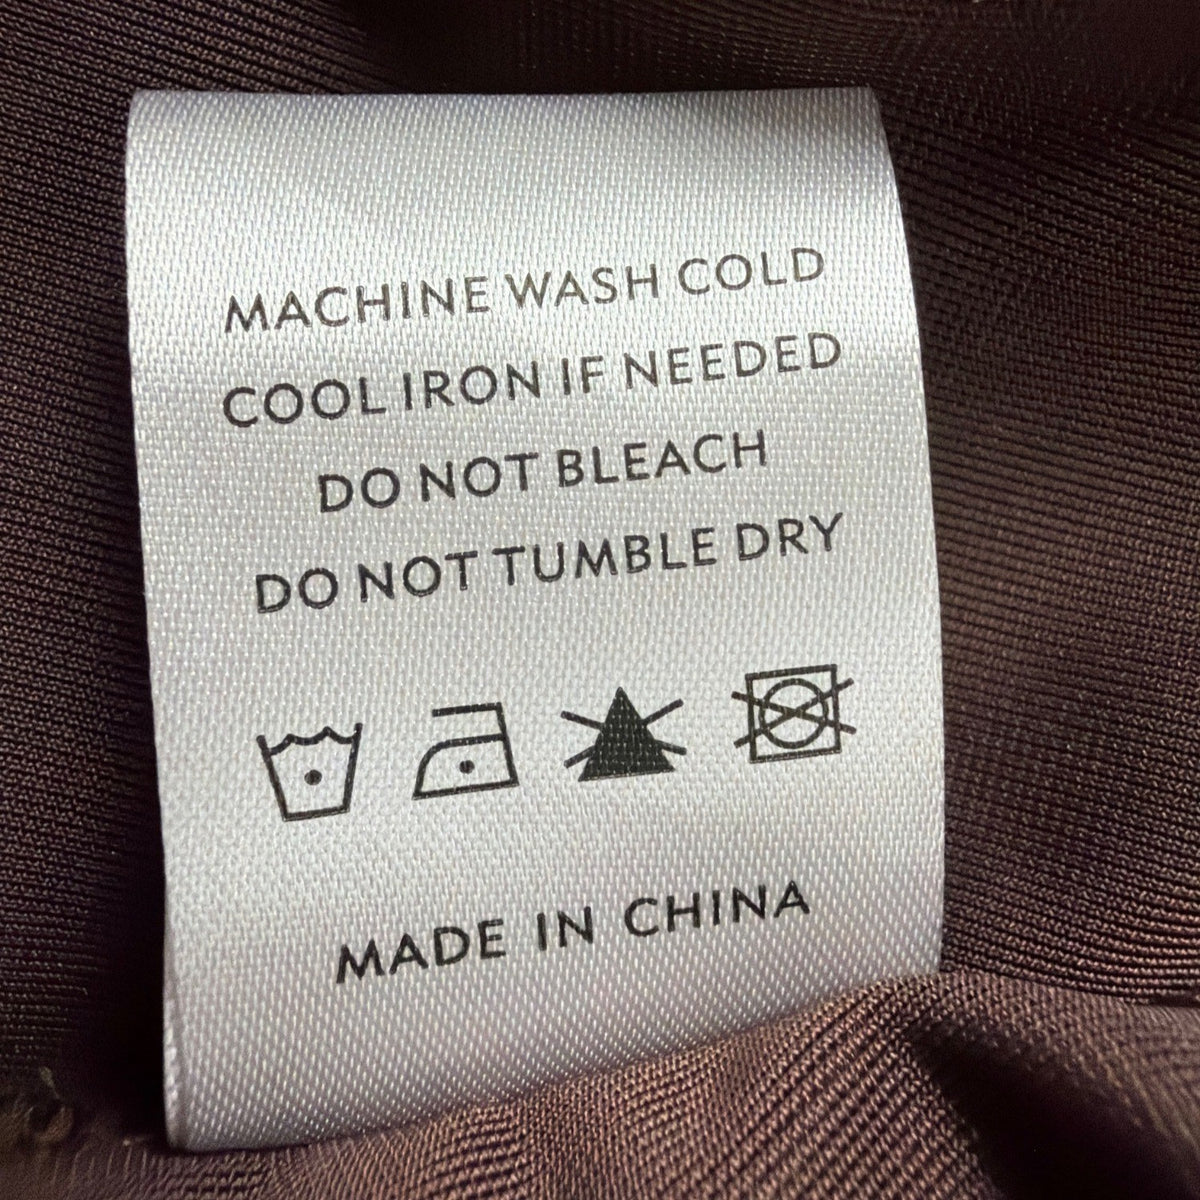 MACHINE WASH COLD
COOL IRON IF NEEDED
DO NOT BLEACH
DO NOT TUMBLE DRY
MADE IN CHINA